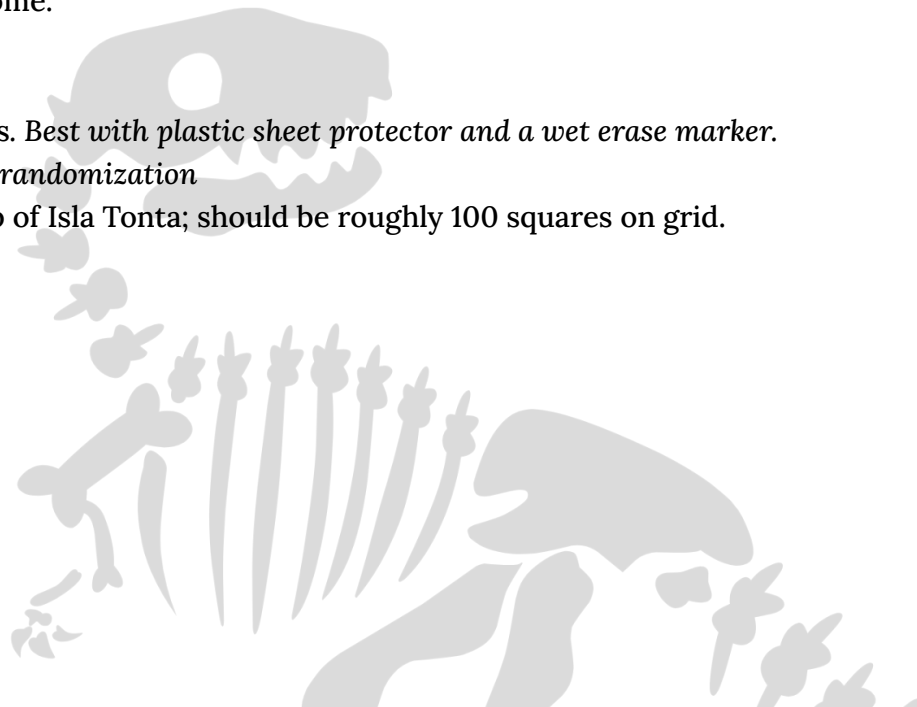 s. Best with plastic sheet protector and a wet erase marker.
randomization
of Isla Tonta; should be roughly 100 squares on grid.